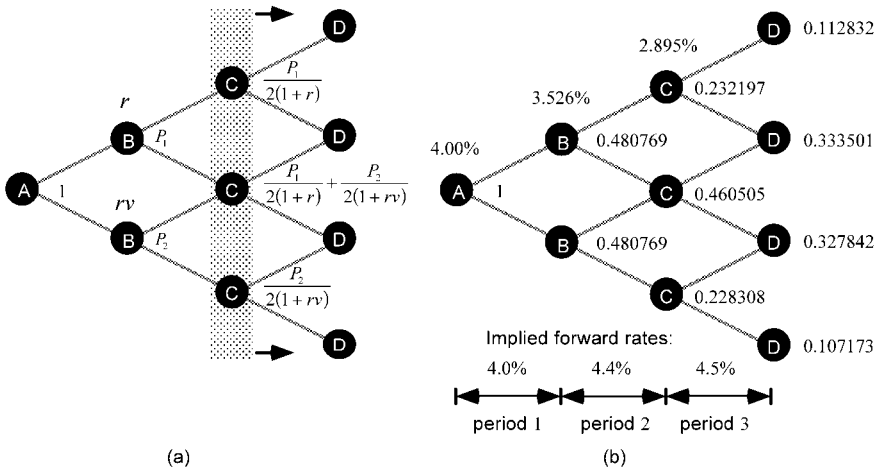 D
C
P₁ / 2(1 + r)
r
B
P₁
D
A
1
C
P₁ / 2(1 + r) + P₂ / 2(1 + rv)
rv
B
P₂
D
C
P₂ / 2(1 + rv)
D
(a)
D 0.112832
2.895%
C 0.232197
3.526%
4.00%
B 0.480769
D 0.333501
A 1
C 0.460505
B 0.480769
D 0.327842
C 0.228308
D 0.107173
Implied forward rates:
4.0% 4.4% 4.5%
period 1 period 2 period 3
(b)